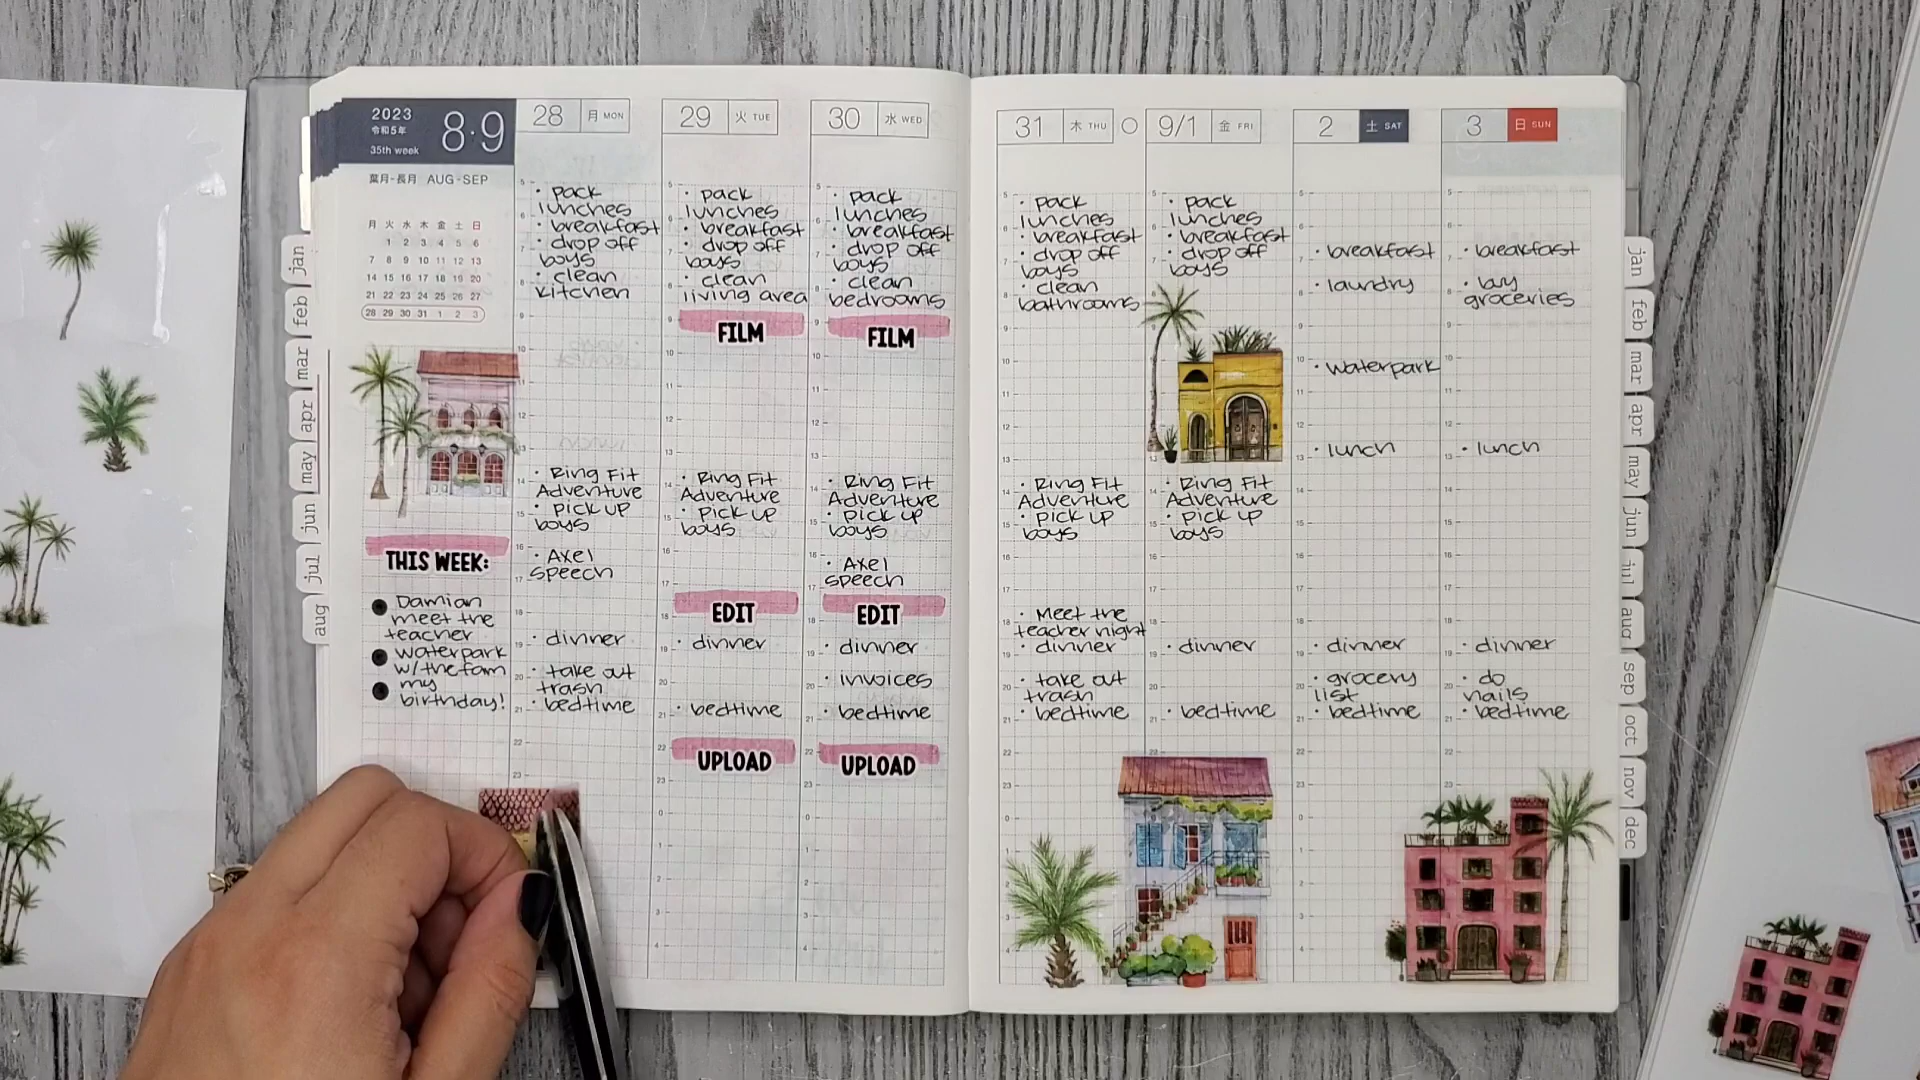 2023
令和5年
35th week
8・9
葉月-長月 AUG-SEP
月 火 水 木 金 土 日
1 2 3 4 5 6
7 8 9 10 11 12 13
14 15 16 17 18 19 20
21 22 23 24 25 26 27
28 29 30 31 1 2 3
THIS WEEK:
Damian
meet the
teacher
waterpark
w/the fam
my
birthday!
28 月 MON
· pack
lunches
· breakfast
· drop off
boys
· clean
kitchen
· Ring Fit
Adventure
· pick up
boys
· Axel
speech
· dinner
· take out
trash
· bedtime
29 火 TUE
· pack
lunches
· breakfast
· drop off
boys
· clean
living area
FILM
· Ring Fit
Adventure
· pick up
boys
EDIT
· dinner
· bedtime
UPLOAD
30 水 WED
· pack
lunches
· breakfast
· drop off
boys
· clean
bedrooms
FILM
· Ring Fit
Adventure
· pick up
boys
· Axel
speech
EDIT
· dinner
· invoices
· bedtime
UPLOAD
31 木 THU
· pack
lunches
· breakfast
· drop off
boys
· clean
bathrooms
· Ring Fit
Adventure
· pick up
boys
· Meet the
teacher night
· dinner
· take out
trash
· bedtime
9/1 金 FRI
· pack
lunches
· breakfast
· drop off
boys
· Ring Fit
Adventure
· pick up
boys
· dinner
· bedtime
2 土 SAT
· breakfast
· laundry
· waterpark
· lunch
· dinner
· grocery
list
· bedtime
3 日 SUN
· breakfast
· buy
groceries
· lunch
· dinner
· do
nails
· bedtime
jan
feb
mar
apr
may
jun
jul
aug
jan
feb
mar
apr
may
jun
jul
aug
sep
oct
nov
dec